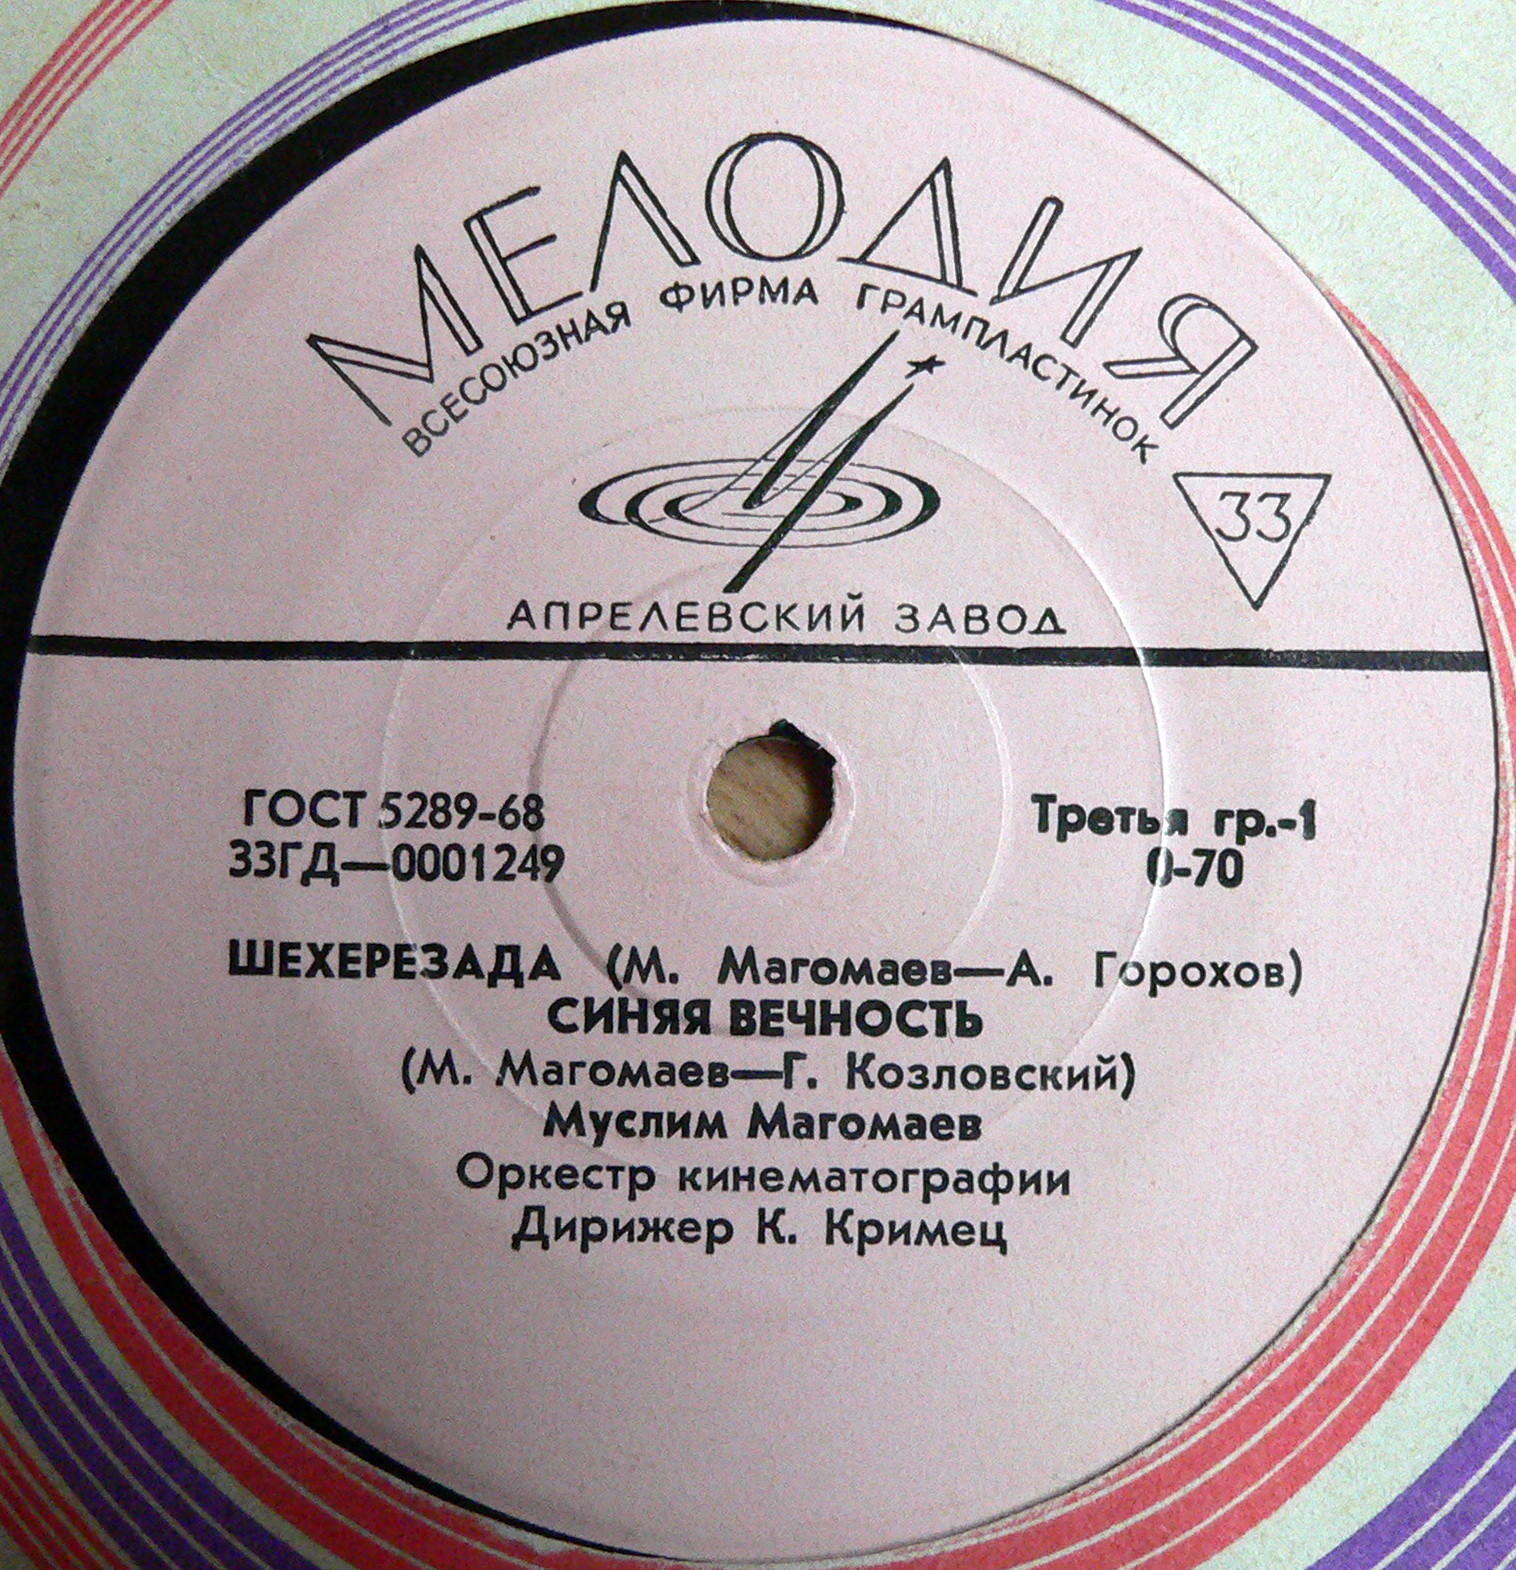 МЕЛОДИЯ
ВСЕСОЮЗНАЯ ФИРМА ГРАМПЛАСТИНОК
33
АПРЕЛЕВСКИЙ ЗАВОД
ГОСТ 5289-68
33ГД—0001249
Третья гр.-1
0-70
ШЕХЕРЕЗАДА (М. Магомаев—А. Горохов)
СИНЯЯ ВЕЧНОСТЬ
(М. Магомаев—Г. Козловский)
Муслим Магомаев
Оркестр кинематографии
Дирижер К. Кримец